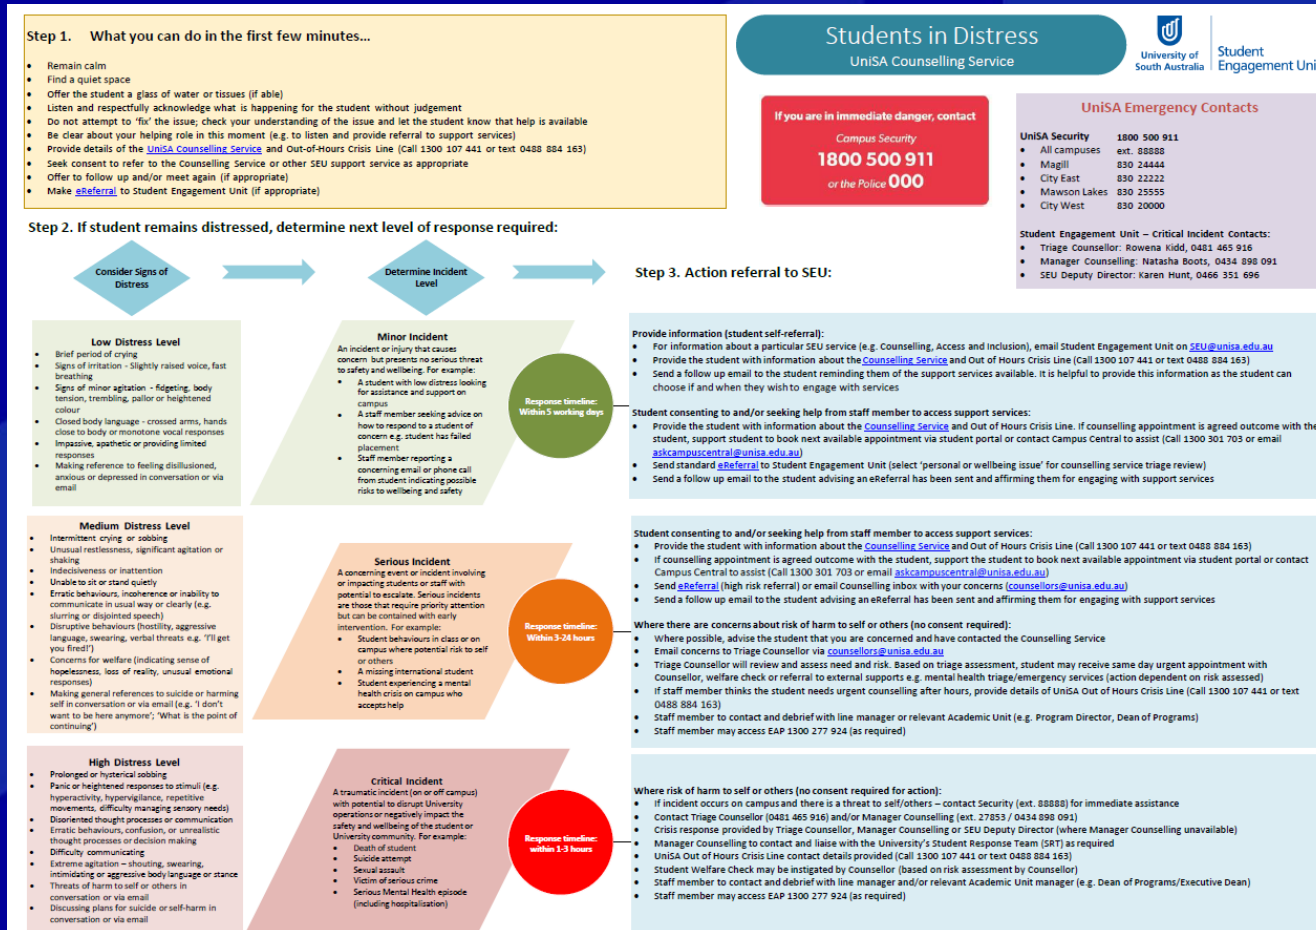 Step 1. What you can do in the first few minutes...
• Remain calm
• Find a quiet space
• Offer the student a glass of water or tissues (if able)
• Listen and respectfully acknowledge what is happening for the student without judgement
• Do not attempt to 'fix' the issue; check your understanding of the issue and let the student know that help is available
• Be clear about your helping role in this moment (e.g. to listen and provide referral to support services)
• Provide details of the UniSA Counselling Service and Out-of-Hours Crisis Line (Call 1300 107 441 or text 0488 884 163)
• Seek consent to refer to the Counselling Service or other SEU support service as appropriate
• Offer to follow up and/or meet again (if appropriate)
• Make eReferral to Student Engagement Unit (if appropriate)
Students in Distress
UniSA Counselling Service
University of
South Australia
Student
Engagement Uni
If you are in immediate danger, contact
Campus Security
1800 500 911
or the Police 000
UniSA Emergency Contacts
UniSA Security 1800 500 911
• All campuses ext. 88888
• Magill 830 24444
• City East 830 22222
• Mawson Lakes 830 25555
• City West 830 20000
Student Engagement Unit – Critical Incident Contacts:
• Triage Counsellor: Rowena Kidd, 0481 465 916
• Manager Counselling: Natasha Boots, 0434 898 091
• SEU Deputy Director: Karen Hunt, 0466 351 696
Step 2. If student remains distressed, determine next level of response required:
Consider Signs of
Distress
Determine Incident
Level
Step 3. Action referral to SEU:
Low Distress Level
• Brief period of crying
• Signs of irritation - Slightly raised voice, fast
breathing
• Signs of minor agitation - fidgeting, body
tension, trembling, pallor or heightened
colour
• Closed body language - crossed arms, hands
close to body or monotone vocal responses
• Impassive, apathetic or providing limited
responses
• Making reference to feeling disillusioned,
anxious or depressed in conversation or via
email
Minor Incident
An incident or injury that causes
concern but presents no serious threat
to safety and wellbeing. For example:
• A student with low distress looking
for assistance and support on
campus
• A staff member seeking advice on
how to respond to a student of
concern e.g. student has failed
placement
• Staff member reporting a
concerning email or phone call
from student indicating possible
risks to wellbeing and safety
Response timeline:
Within 5 working days
Provide information (student self-referral):
• For information about a particular SEU service (e.g. Counselling, Access and Inclusion), email Student Engagement Unit on SEU@unisa.edu.au
• Provide the student with information about the Counselling Service and Out of Hours Crisis Line (Call 1300 107 441 or text 0488 884 163)
• Send a follow up email to the student reminding them of the support services available. It is helpful to provide this information as the student can
choose if and when they wish to engage with services
Student consenting to and/or seeking help from staff member to access support services:
• Provide the student with information about the Counselling Service and Out of Hours Crisis Line. If counselling appointment is agreed outcome with the
student, support student to book next available appointment via student portal or contact Campus Central to assist (Call 1300 301 703 or email
askcampuscentral@unisa.edu.au)
• Send standard eReferral to Student Engagement Unit (select 'personal or wellbeing issue' for counselling service triage review)
• Send a follow up email to the student advising an eReferral has been sent and affirming them for engaging with support services
Medium Distress Level
• Intermittent crying or sobbing
• Unusual restlessness, significant agitation or
shaking
• Indecisiveness or inattention
• Unable to sit or stand quietly
• Erratic behaviours, incoherence or inability to
communicate in usual way or clearly (e.g.
slurring or disjointed speech)
• Disruptive behaviours (hostility, aggressive
language, swearing, verbal threats e.g. 'I'll get
you fired!')
• Concerns for welfare (indicating sense of
hopelessness, loss of reality, unusual emotional
responses)
• Making general references to suicide or harming
self in conversation or via email (e.g. 'I don't
want to be here anymore'; 'What is the point of
continuing')
Serious Incident
A concerning event or incident involving
or impacting students or staff with
potential to escalate. Serious incidents
are those that require priority attention
but can be contained with early
intervention. For example:
• Student behaviours in class or on
campus where potential risk to self
or others
• A missing international student
• Student experiencing a mental
health crisis on campus who
accepts help
Response timeline:
Within 3-24 hours
Student consenting to and/or seeking help from staff member to access support services:
• Provide the student with information about the Counselling Service and Out of Hours Crisis Line (Call 1300 107 441 or text 0488 884 163)
• If counselling appointment is agreed outcome with the student, support the student to book next available appointment via student portal or contact
Campus Central to assist (Call 1300 301 703 or email askcampuscentral@unisa.edu.au)
• Send eReferral (high risk referral) or email Counselling inbox with your concerns (counsellors@unisa.edu.au)
• Send a follow up email to the student advising an eReferral has been sent and affirming them for engaging with support services
Where there are concerns about risk of harm to self or others (no consent required):
• Where possible, advise the student that you are concerned and have contacted the Counselling Service
• Email concerns to Triage Counsellor via counsellors@unisa.edu.au
• Triage Counsellor will review and assess need and risk. Based on triage assessment, student may receive same day urgent appointment with
Counsellor, welfare check or referral to external supports e.g. mental health triage/emergency services (action dependent on risk assessed)
• If staff member thinks the student needs urgent counselling after hours, provide details of UniSA Out of Hours Crisis Line (Call 1300 107 441 or text
0488 884 163)
• Staff member to contact and debrief with line manager or relevant Academic Unit (e.g. Program Director, Dean of Programs)
• Staff member may access EAP 1300 277 924 (as required)
High Distress Level
• Prolonged or hysterical sobbing
• Panic or heightened responses to stimuli (e.g.
hyperactivity, hypervigilance, repetitive
movements, difficulty managing sensory needs)
• Disoriented thought processes or communication
• Erratic behaviours, confusion, or unrealistic
thought processes or decision making
• Difficulty communicating
• Extreme agitation – shouting, swearing,
intimidating or aggressive body language or stance
• Threats of harm to self or others in
conversation or via email
• Discussing plans for suicide or self-harm in
conversation or via email
Critical Incident
A traumatic incident (on or off campus)
with potential to disrupt University
operations or negatively impact the
safety and wellbeing of the student or
University community. For example:
• Death of student
• Suicide attempt
• Sexual assault
• Victim of serious crime
• Serious Mental Health episode
(including hospitalisation)
Response timeline:
within 1-3 hours
Where risk of harm to self or others (no consent required for action):
• If incident occurs on campus and there is a threat to self/others – contact Security (ext. 88888) for immediate assistance
• Contact Triage Counsellor (0481 465 916) and/or Manager Counselling (ext. 27853 / 0434 898 091)
• Crisis response provided by Triage Counsellor, Manager Counselling or SEU Deputy Director (where Manager Counselling unavailable)
• Manager Counselling to contact and liaise with the University's Student Response Team (SRT) as required
• UniSA Out of Hours Crisis Line contact details provided (Call 1300 107 441 or text 0488 884 163)
• Student Welfare Check may be instigated by Counsellor (based on risk assessment by Counsellor)
• Staff member to contact and debrief with line manager and/or relevant Academic Unit manager (e.g. Dean of Programs/Executive Dean)
• Staff member may access EAP 1300 277 924 (as required)